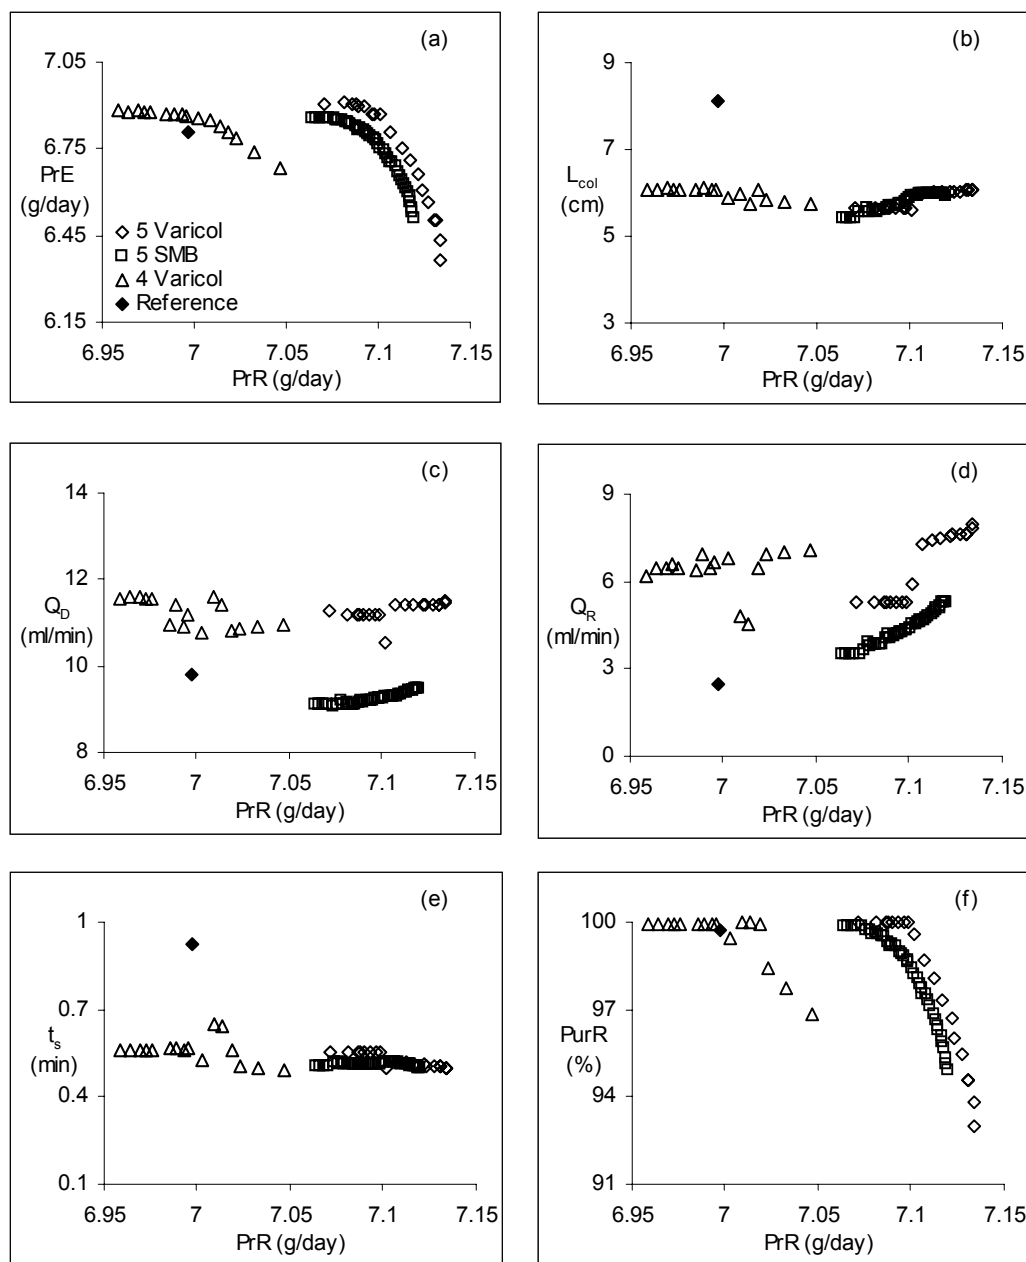 (a)
7.05
6.75
6.45
6.15
PrE
(g/day)
5 Varicol
5 SMB
4 Varicol
Reference
6.95 7 7.05 7.1 7.15
PrR (g/day)
(b)
9
7
5
3
L_col
(cm)
6.95 7 7.05 7.1 7.15
PrR (g/day)
(c)
14
12
10
8
Q_D
(ml/min)
6.95 7 7.05 7.1 7.15
PrR (g/day)
(d)
9
6
3
0
Q_R
(ml/min)
6.95 7 7.05 7.1 7.15
PrR (g/day)
(e)
1
0.7
0.4
0.1
t_s
(min)
6.95 7 7.05 7.1 7.15
PrR (g/day)
(f)
100
97
94
91
PurR
(%)
6.95 7 7.05 7.1 7.15
PrR (g/day)